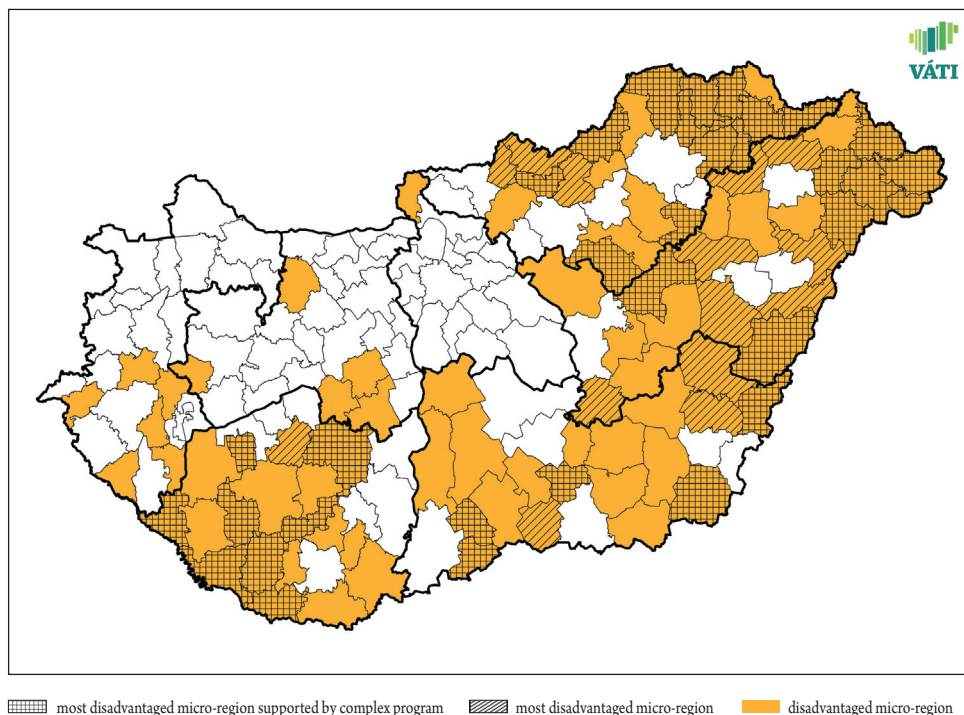 VÁTI
most disadvantaged micro-region supported by complex program
most disadvantaged micro-region
disadvantaged micro-region